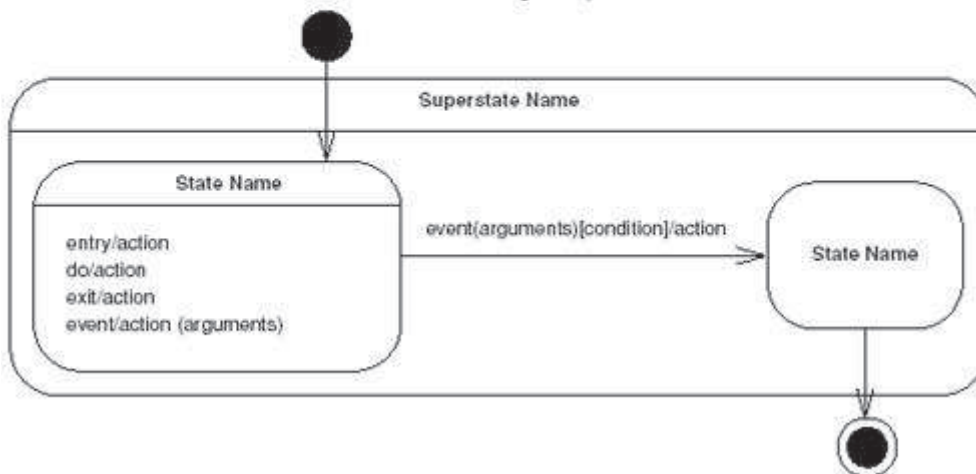 Superstate Name
State Name
entry/action
do/action
exit/action
event/action (arguments)
event(arguments)[condition]/action
State Name